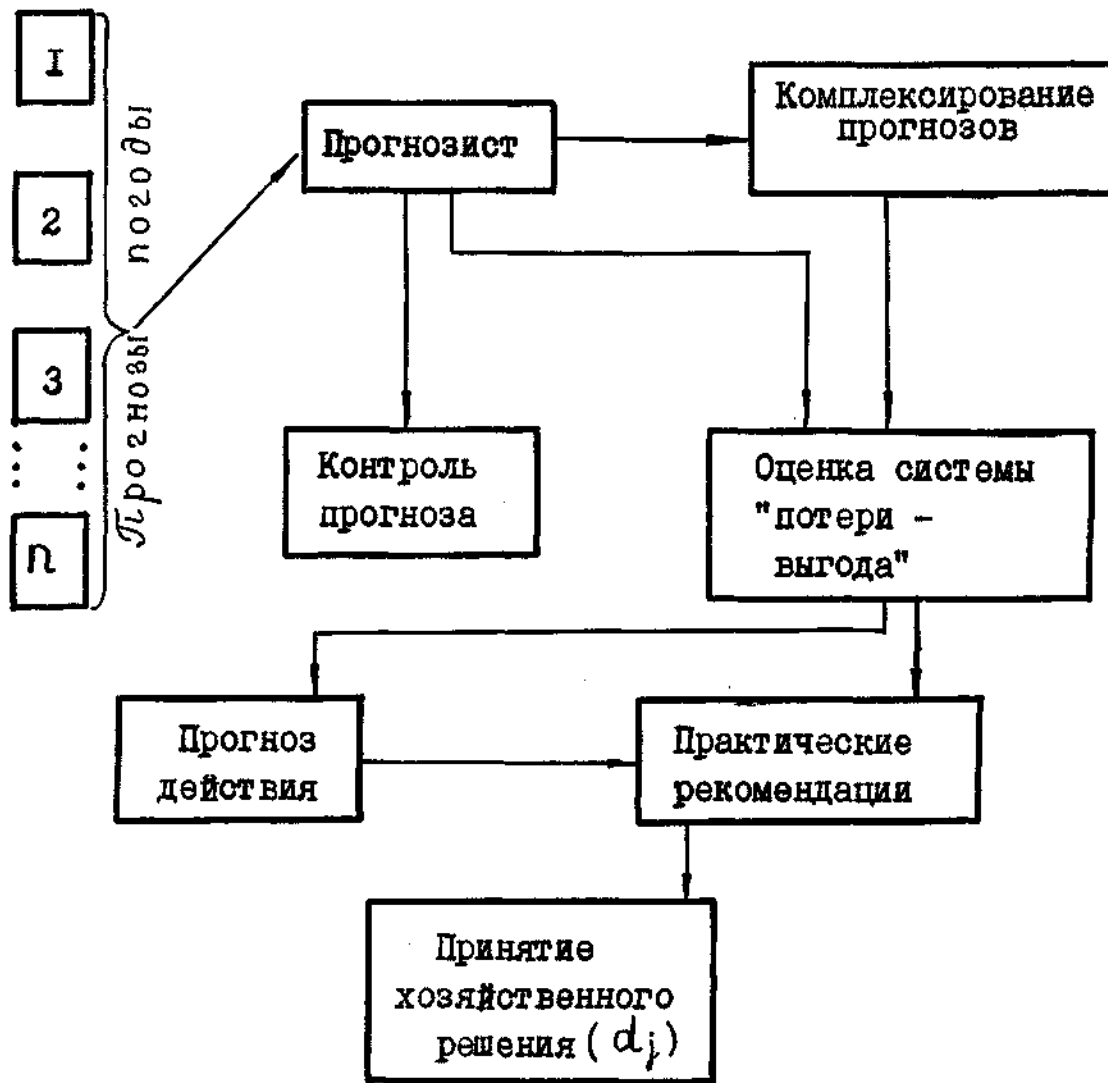 I
2
3
n
Прогнозы погоды
Прогнозист
Комплексирование
прогнозов
Контроль
прогноза
Оценка системы
"потери -
выгода"
Прогноз
действия
Практические
рекомендации
Принятие
хозяйственного
решения (dj)